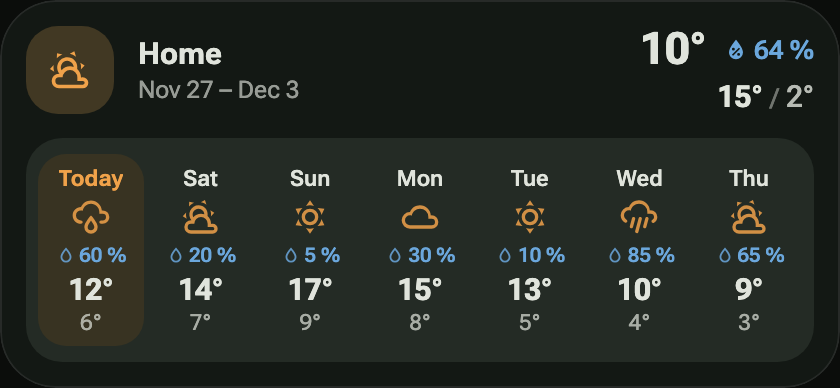 Home
Nov 27 – Dec 3
10° 64 %
15° / 2°
Today Sat Sun Mon Tue Wed Thu
60 % 20 % 5 % 30 % 10 % 85 % 65 %
12° 14° 17° 15° 13° 10° 9°
6° 7° 9° 8° 5° 4° 3°